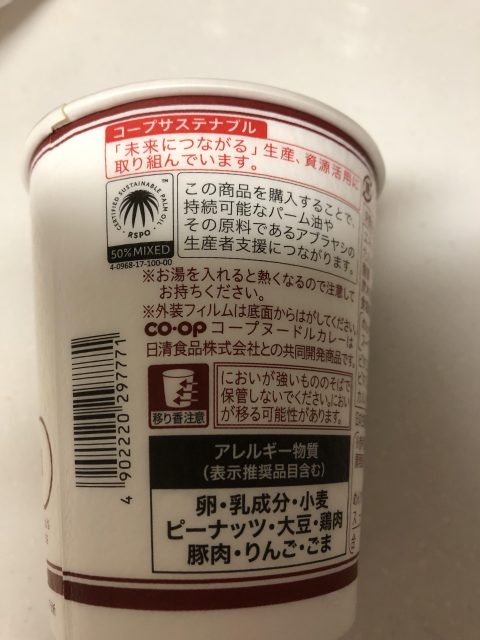 コープサステナブル
「未来につながる」生産、資源活用に
取り組んでいます。
CERTIFIED SUSTAINABLE PALM OIL
TM
RSPO
50% MIXED
4-0968-17-100-00
この商品を購入することで、
持続可能なパーム油や
その原料であるアブラヤシの
生産者支援につながります。
※お湯を入れると熱くなるので注意して
お持ちください。
※外装フィルムは底面からはがしてください。
CO・OP コープヌードルカレーは
日清食品株式会社との共同開発商品です。
移り香注意
においが強いもののそばで
保管しないでください。におい
が移る可能性があります。
4 902220 297771
アレルギー物質
(表示推奨品目含む)
卵・乳成分・小麦
ピーナッツ・大豆・鶏肉
豚肉・りんご・ごま